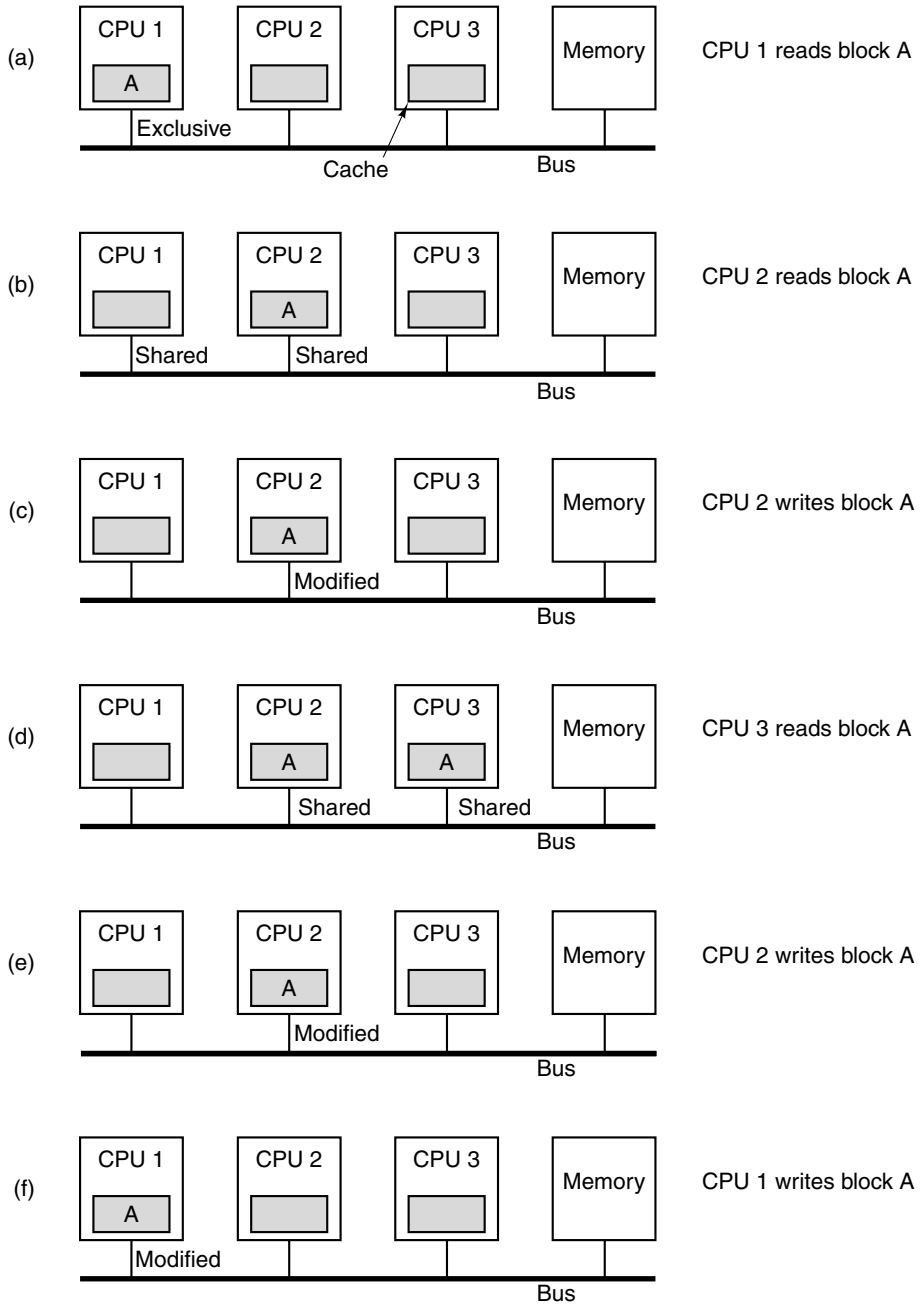 (a)
CPU 1
CPU 2
CPU 3
Memory
CPU 1 reads block A
A
Exclusive
Cache
Bus
(b)
CPU 1
CPU 2
CPU 3
Memory
CPU 2 reads block A
A
Shared
Shared
Bus
(c)
CPU 1
CPU 2
CPU 3
Memory
CPU 2 writes block A
A
Modified
Bus
(d)
CPU 1
CPU 2
CPU 3
Memory
CPU 3 reads block A
A
A
Shared
Shared
Bus
(e)
CPU 1
CPU 2
CPU 3
Memory
CPU 2 writes block A
A
Modified
Bus
(f)
CPU 1
CPU 2
CPU 3
Memory
CPU 1 writes block A
A
Modified
Bus